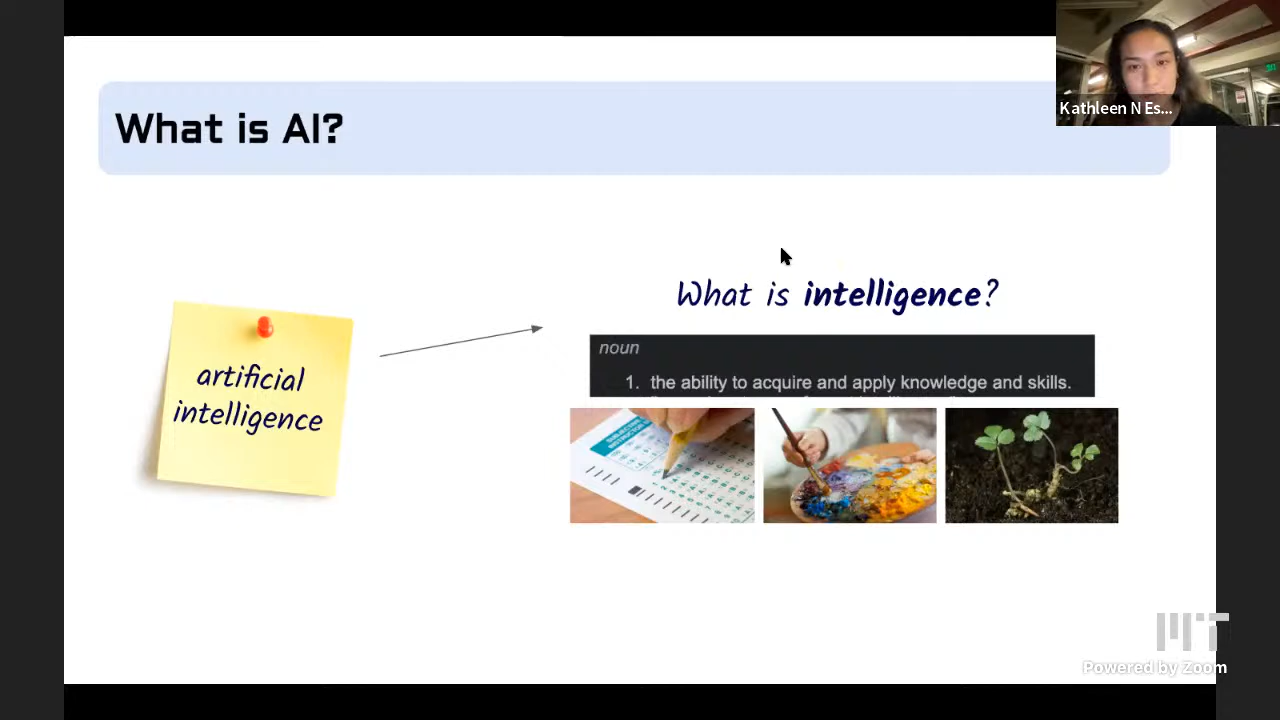 What is AI?
Kathleen N Es...
What is intelligence?
artificial
intelligence
noun
1. the ability to acquire and apply knowledge and skills.
MIT
Powered by Zoom